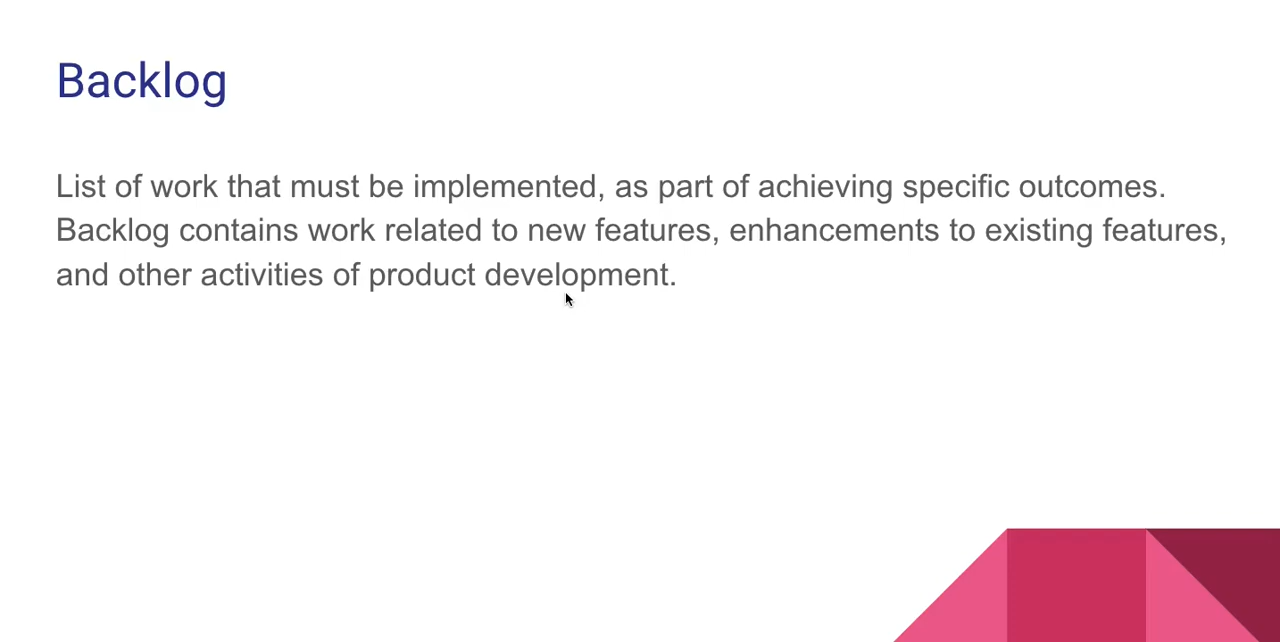 Backlog
List of work that must be implemented, as part of achieving specific outcomes.
Backlog contains work related to new features, enhancements to existing features,
and other activities of product development.